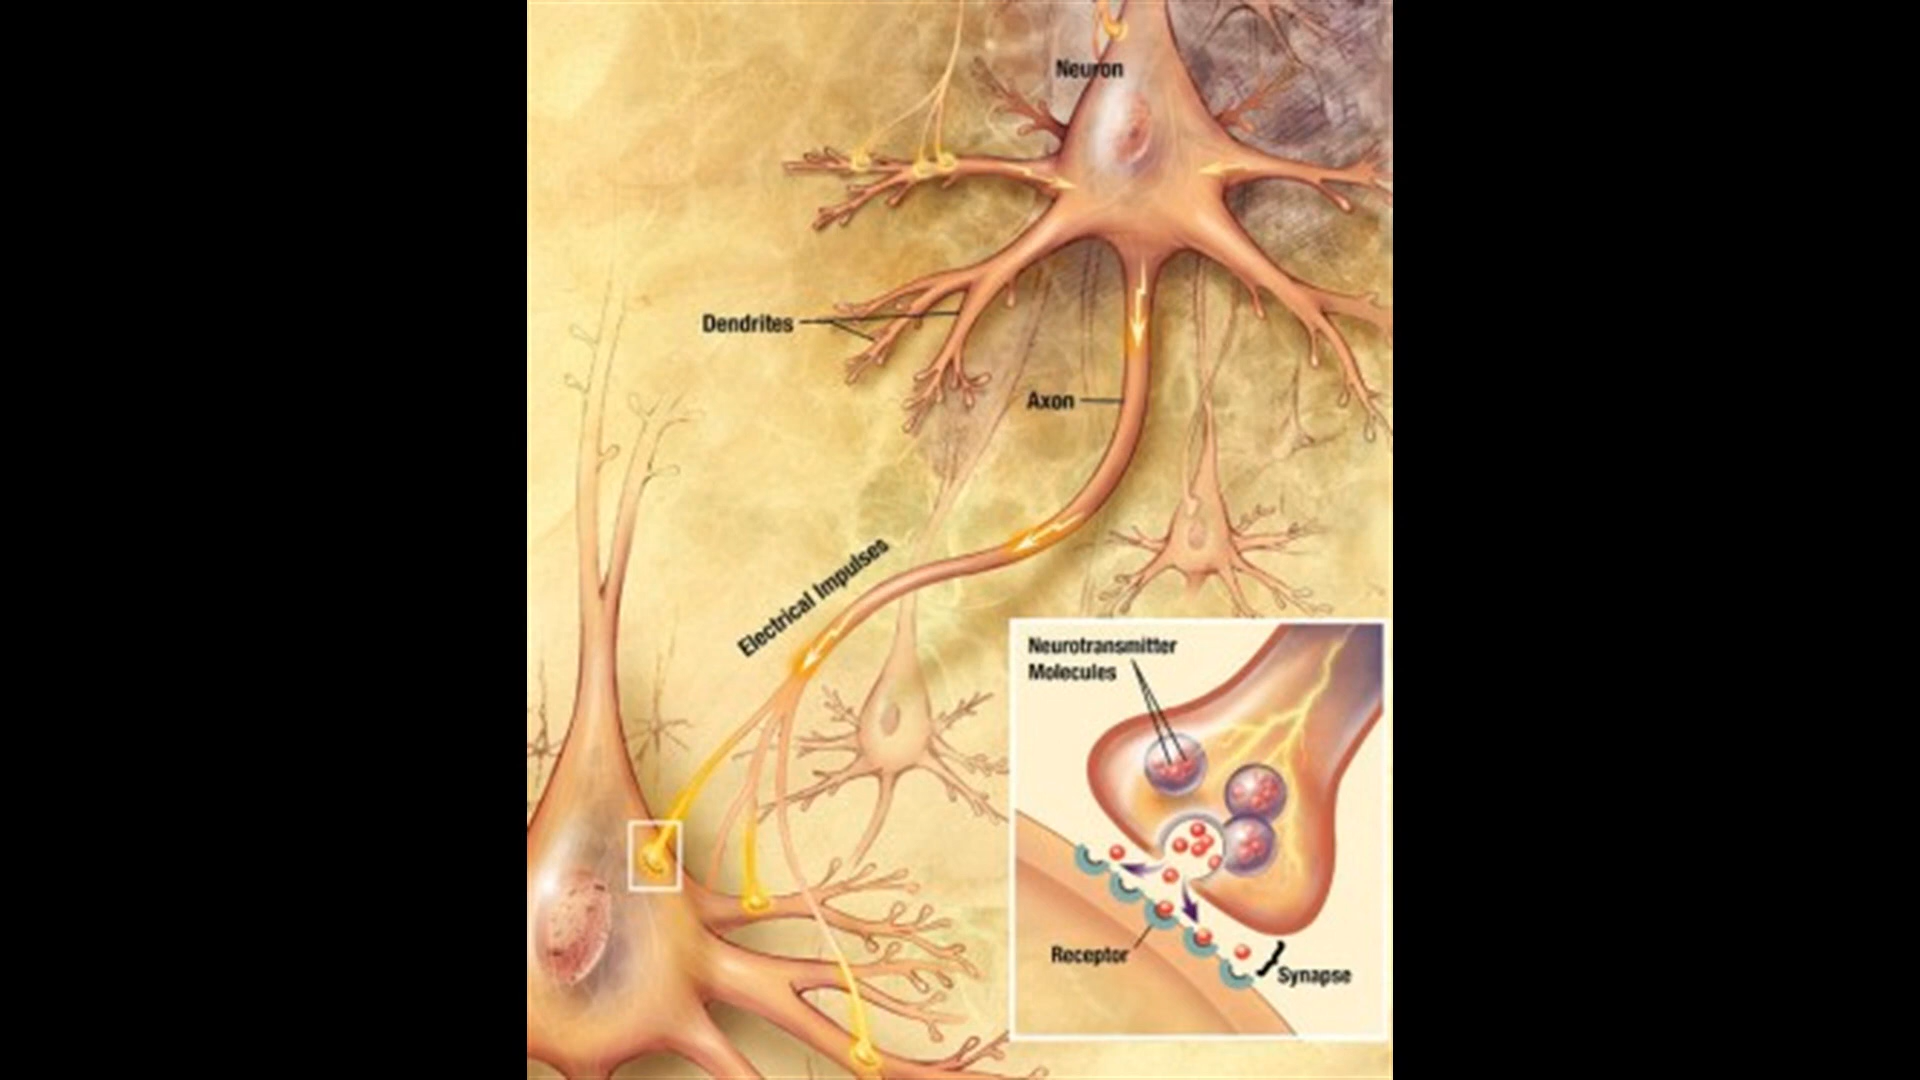 Neuron
Dendrites
Axon
Electrical Impulses
Neurotransmitter
Molecules
Receptor
Synapse